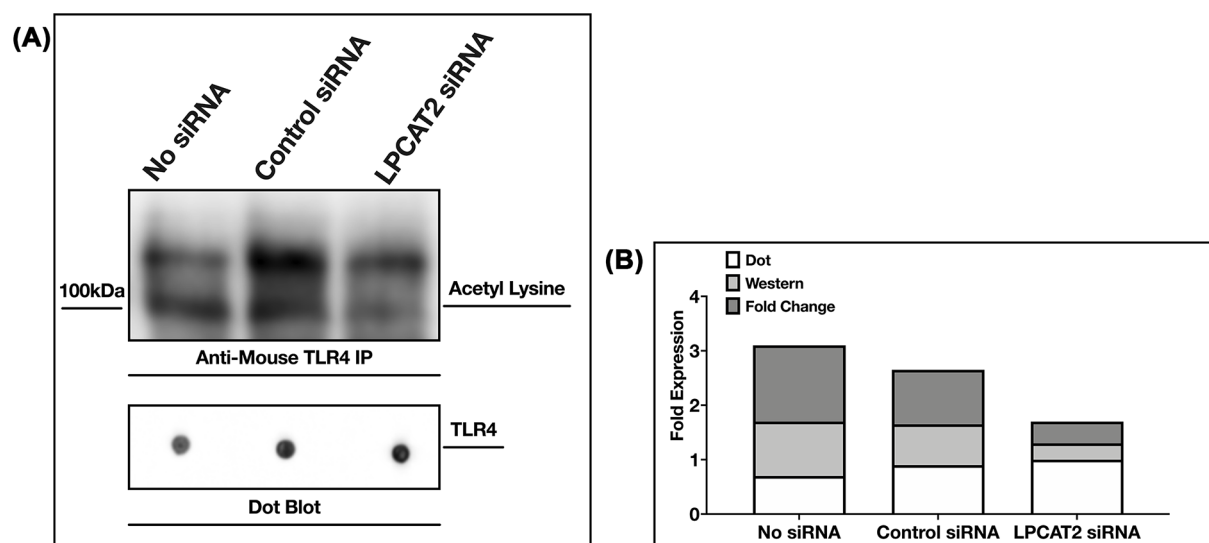 (A)
No siRNA
Control siRNA
LPCAT2 siRNA
100kDa
Acetyl Lysine
Anti-Mouse TLR4 IP
TLR4
Dot Blot
(B)
Dot
Western
Fold Change
Fold Expression
4
3
2
1
0
No siRNA Control siRNA LPCAT2 siRNA